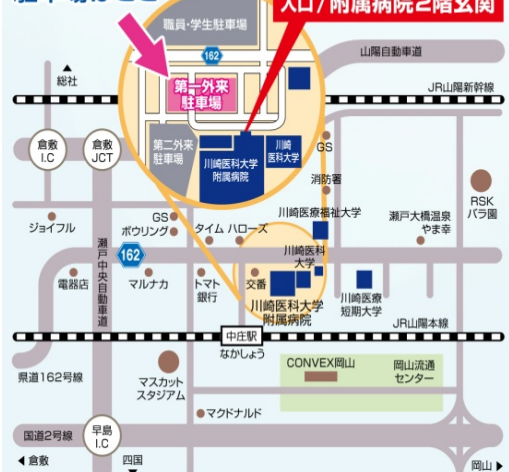 駐車場はここ
入口/附属病院2階玄関
職員・学生駐車場
162
山陽自動車道
総社
第一外来
駐車場
JR山陽新幹線
倉敷
I.C
倉敷
JCT
第二外来
駐車場
川崎医科大学
附属病院
川崎
医科大学
GS
消防署
RSK
バラ園
ジョイフル
GS
ボウリング
タイム
ハローズ
川崎医療福祉大学
瀬戸大橋温泉
やま幸
瀬戸中央自動車道
162
川崎医科
大学
電器店
マルナカ
トマト
銀行
交番
川崎医科大学
附属病院
川崎医療
短期大学
中庄駅
なかしょう
JR山陽本線
県道162号線
マスカット
スタジアム
CONVEX岡山
岡山流通
センター
マクドナルド
国道2号線
早島
I.C
倉敷
四国
岡山